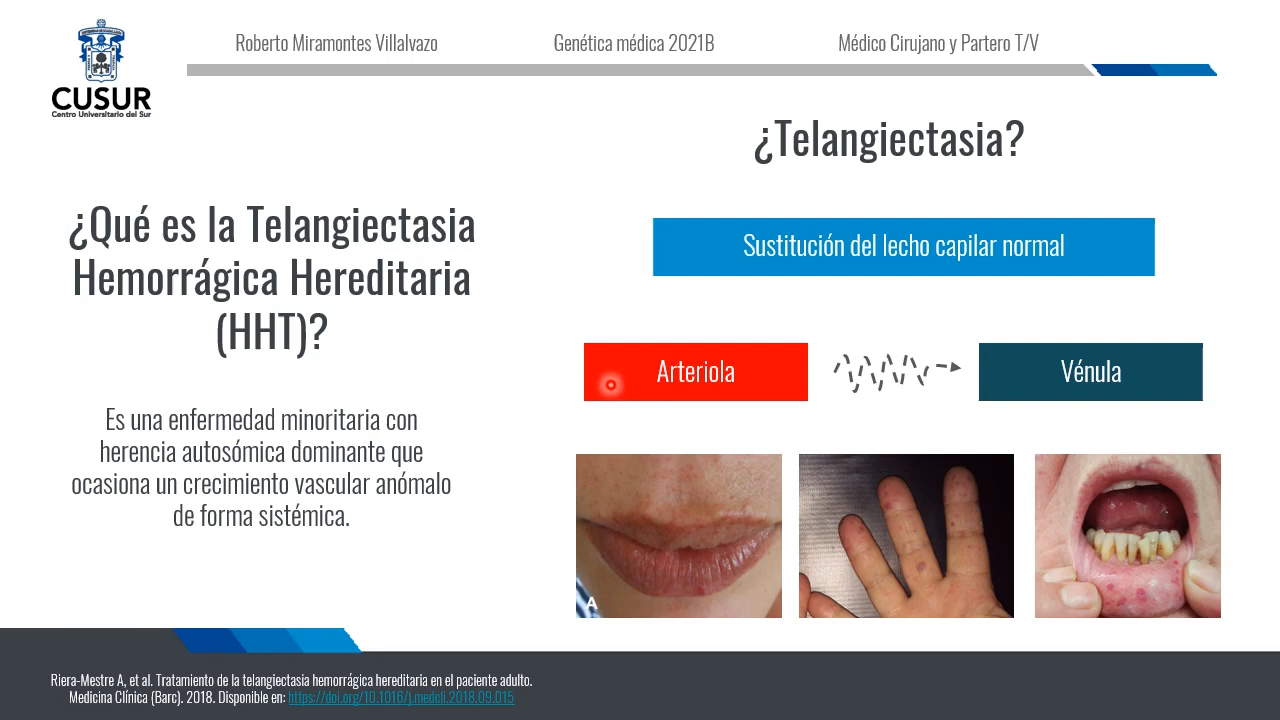 CUSUR
Centro Universitario del Sur
Roberto Miramontes Villalvazo
Genética médica 2021B
Médico Cirujano y Partero T/V
¿Qué es la Telangiectasia
Hemorrágica Hereditaria
(HHT)?
Es una enfermedad minoritaria con
herencia autosómica dominante que
ocasiona un crecimiento vascular anómalo
de forma sistémica.
¿Telangiectasia?
Sustitución del lecho capilar normal
Arteriola
Vénula
A
Riera-Mestre A, et al. Tratamiento de la telangiectasia hemorrágica hereditaria en el paciente adulto.
Medicina Clínica (Barc). 2018. Disponible en: https://doi.org/10.1016/j.medcli.2018.09.015